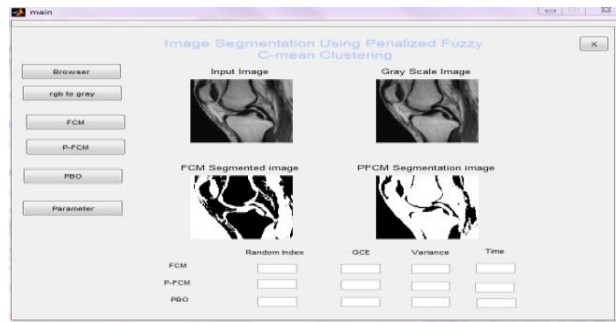 main
Image Segmentation Using Penalized Fuzzy
C-mean Clustering
Browser
rgb to gray
FCM
P-FCM
PBO
Parameter
Input Image
Gray Scale Image
FCM Segmented image
PFCM Segmentation image
Random Index GCE Variance Time
FCM
P-FCM
PBO